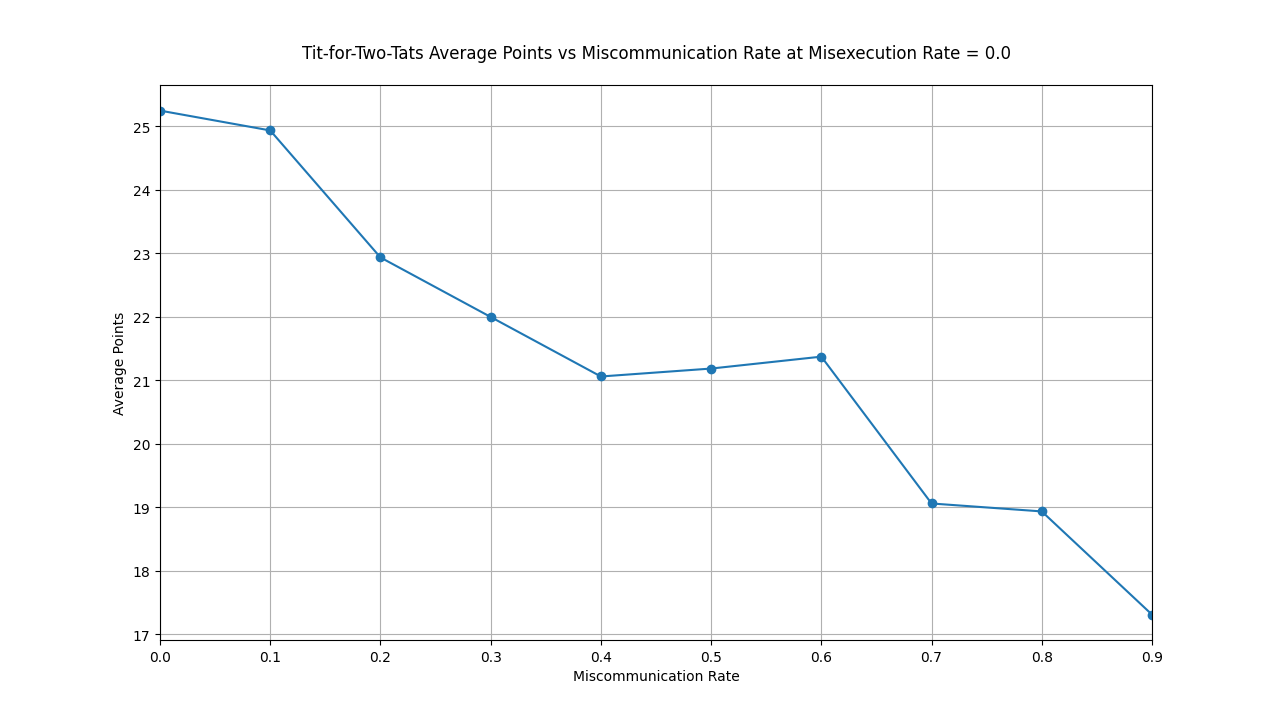 Tit-for-Two-Tats Average Points vs Miscommunication Rate at Misexecution Rate = 0.0
25
24
23
22
21
20
19
18
17
Average Points
0.0 0.1 0.2 0.3 0.4 0.5 0.6 0.7 0.8 0.9
Miscommunication Rate